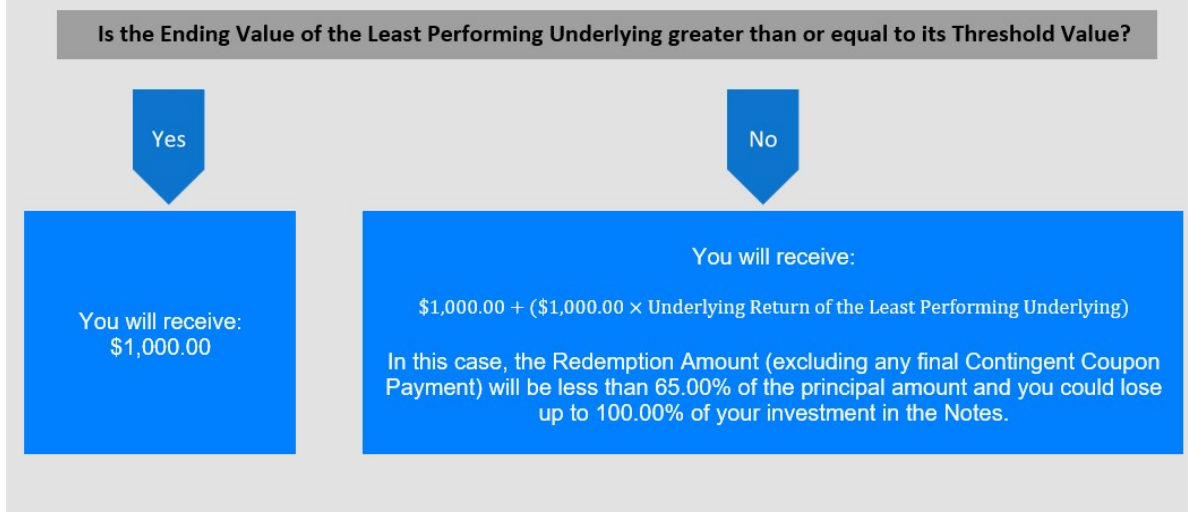 Is the Ending Value of the Least Performing Underlying greater than or equal to its Threshold Value?
Yes
No
You will receive:
$1,000.00
You will receive:
$1,000.00 + ($1,000.00 × Underlying Return of the Least Performing Underlying)
In this case, the Redemption Amount (excluding any final Contingent Coupon
Payment) will be less than 65.00% of the principal amount and you could lose
up to 100.00% of your investment in the Notes.